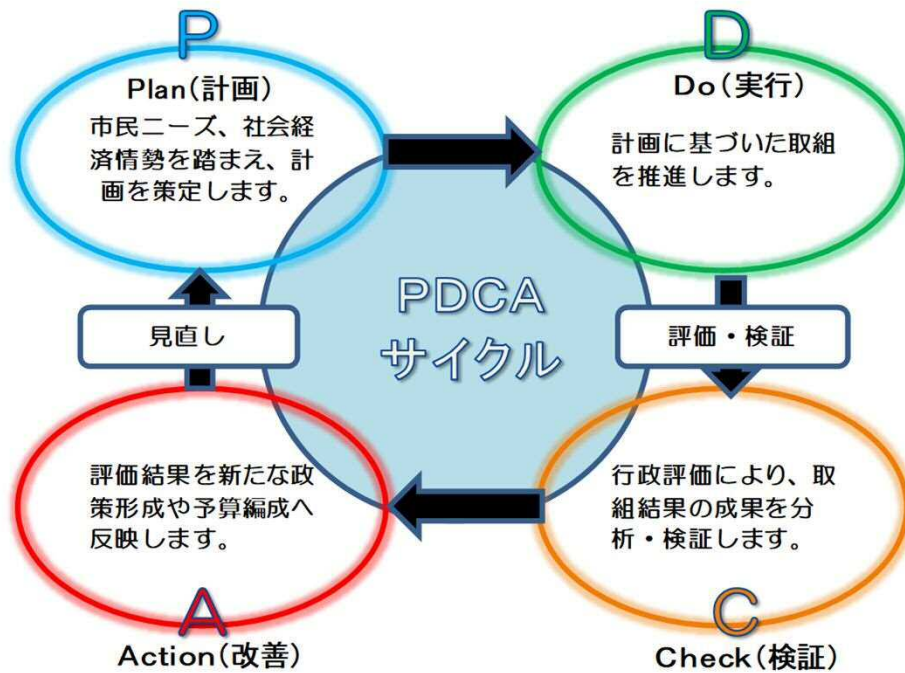 P
Plan(計画)
市民ニーズ、社会経
済情勢を踏まえ、計
画を策定します。
D
Do(実行)
計画に基づいた取組
を推進します。
PDCA
サイクル
見直し
評価・検証
評価結果を新たな政
策形成や予算編成へ
反映します。
A
Action(改善)
行政評価により、取
組結果の成果を分
析・検証します。
C
Check(検証)